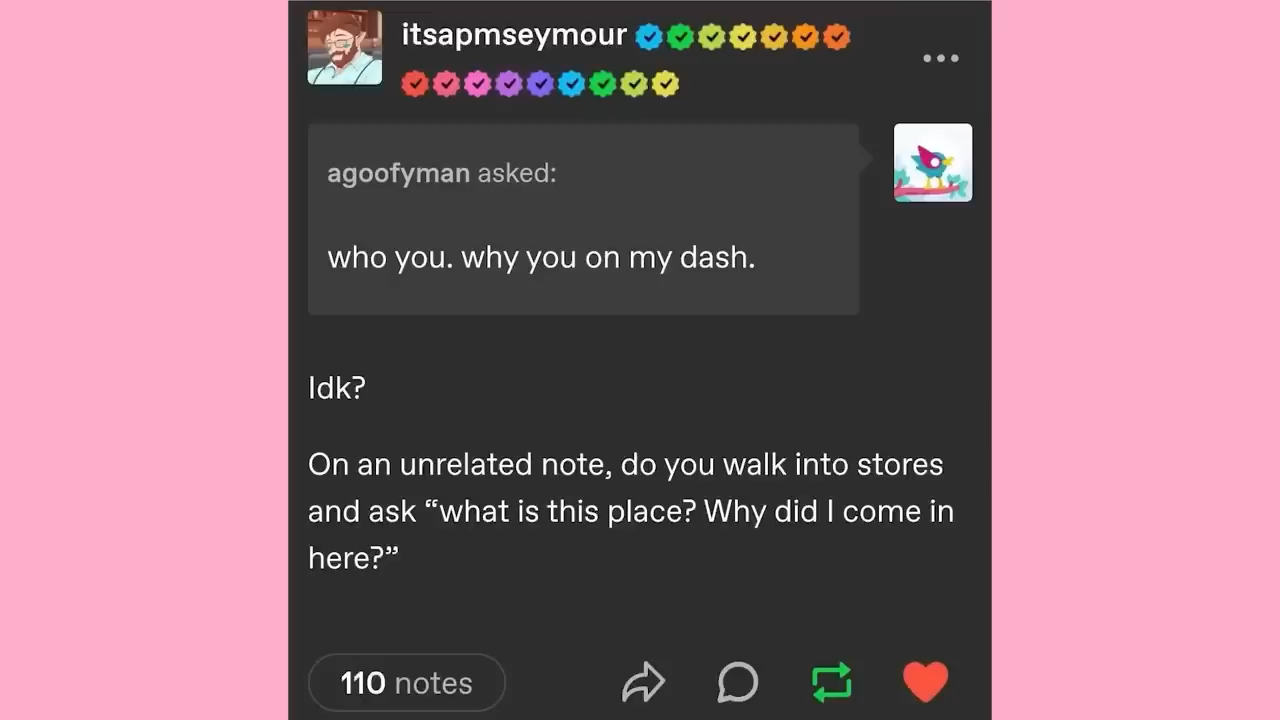 itsapmseymour
agoofyman asked:
who you. why you on my dash.
Idk?
On an unrelated note, do you walk into stores
and ask “what is this place? Why did I come in
here?”
110 notes